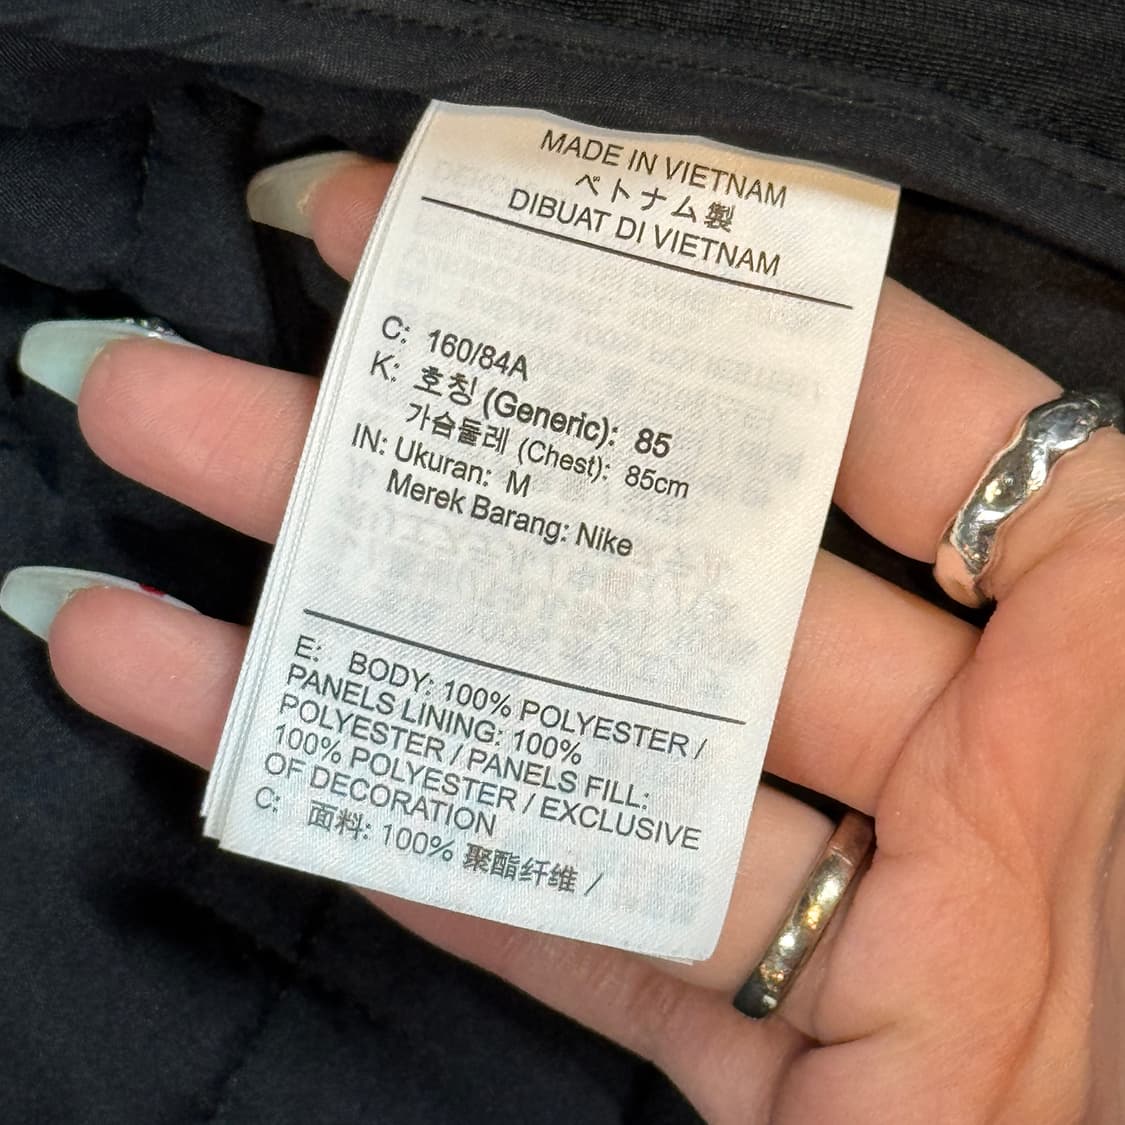 MADE IN VIETNAM
ベトナム製
DIBUAT DI VIETNAM
C: 160/84A
K: 호칭 (Generic): 85
가슴둘레 (Chest): 85cm
IN: Ukuran: M
Merek Barang: Nike
E: BODY: 100% POLYESTER /
PANELS LINING: 100%
POLYESTER / PANELS FILL:
100% POLYESTER / EXCLUSIVE
OF DECORATION
C: 面料: 100% 聚酯纤维 /